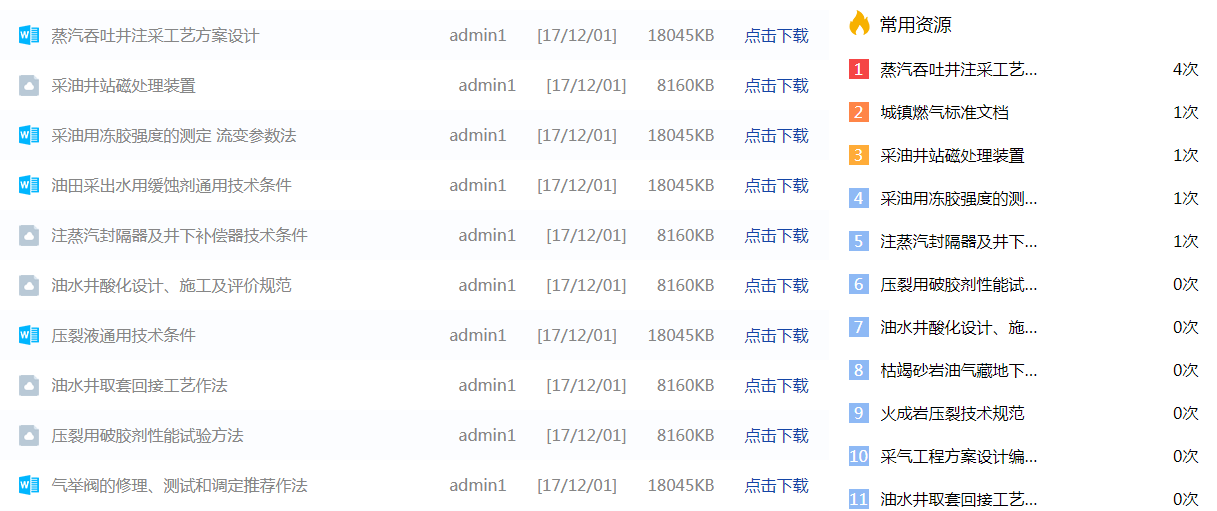 蒸汽吞吐井注采工艺方案设计 admin1 [17/12/01] 18045KB 点击下载
采油井站磁处理装置 admin1 [17/12/01] 8160KB 点击下载
采油用冻胶强度的测定 流变参数法 admin1 [17/12/01] 18045KB 点击下载
油田采出水用缓蚀剂通用技术条件 admin1 [17/12/01] 18045KB 点击下载
注蒸汽封隔器及井下补偿器技术条件 admin1 [17/12/01] 8160KB 点击下载
油水井酸化设计、施工及评价规范 admin1 [17/12/01] 8160KB 点击下载
压裂液通用技术条件 admin1 [17/12/01] 18045KB 点击下载
油水井取套回接工艺作法 admin1 [17/12/01] 8160KB 点击下载
压裂用破胶剂性能试验方法 admin1 [17/12/01] 8160KB 点击下载
气举阀的修理、测试和调定推荐作法 admin1 [17/12/01] 18045KB 点击下载
常用资源
1 蒸汽吞吐井注采工艺... 4次
2 城镇燃气标准文档 1次
3 采油井站磁处理装置 1次
4 采油用冻胶强度的测... 1次
5 注蒸汽封隔器及井下... 1次
6 压裂用破胶剂性能试... 0次
7 油水井酸化设计、施... 0次
8 枯竭砂岩油气藏地下... 0次
9 火成岩压裂技术规范 0次
10 采气工程方案设计编... 0次
11 油水井取套回接工艺... 0次